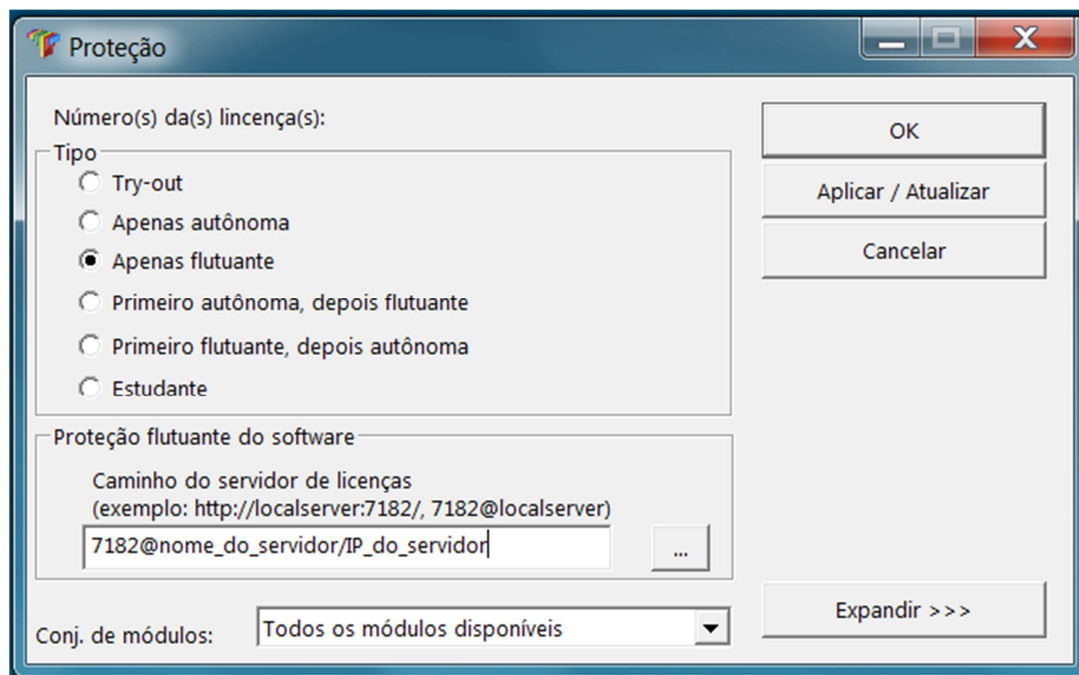 Proteção
Número(s) da(s) lincença(s):
Tipo
Try-out
Apenas autônoma
Apenas flutuante
Primeiro autônoma, depois flutuante
Primeiro flutuante, depois autônoma
Estudante
Proteção flutuante do software
Caminho do servidor de licenças
(exemplo: http://localserver:7182/, 7182@localserver)
7182@nome_do_servidor/IP_do_servidor
...
Conj. de módulos:
Todos os módulos disponíveis
OK
Aplicar / Atualizar
Cancelar
Expandir >>>